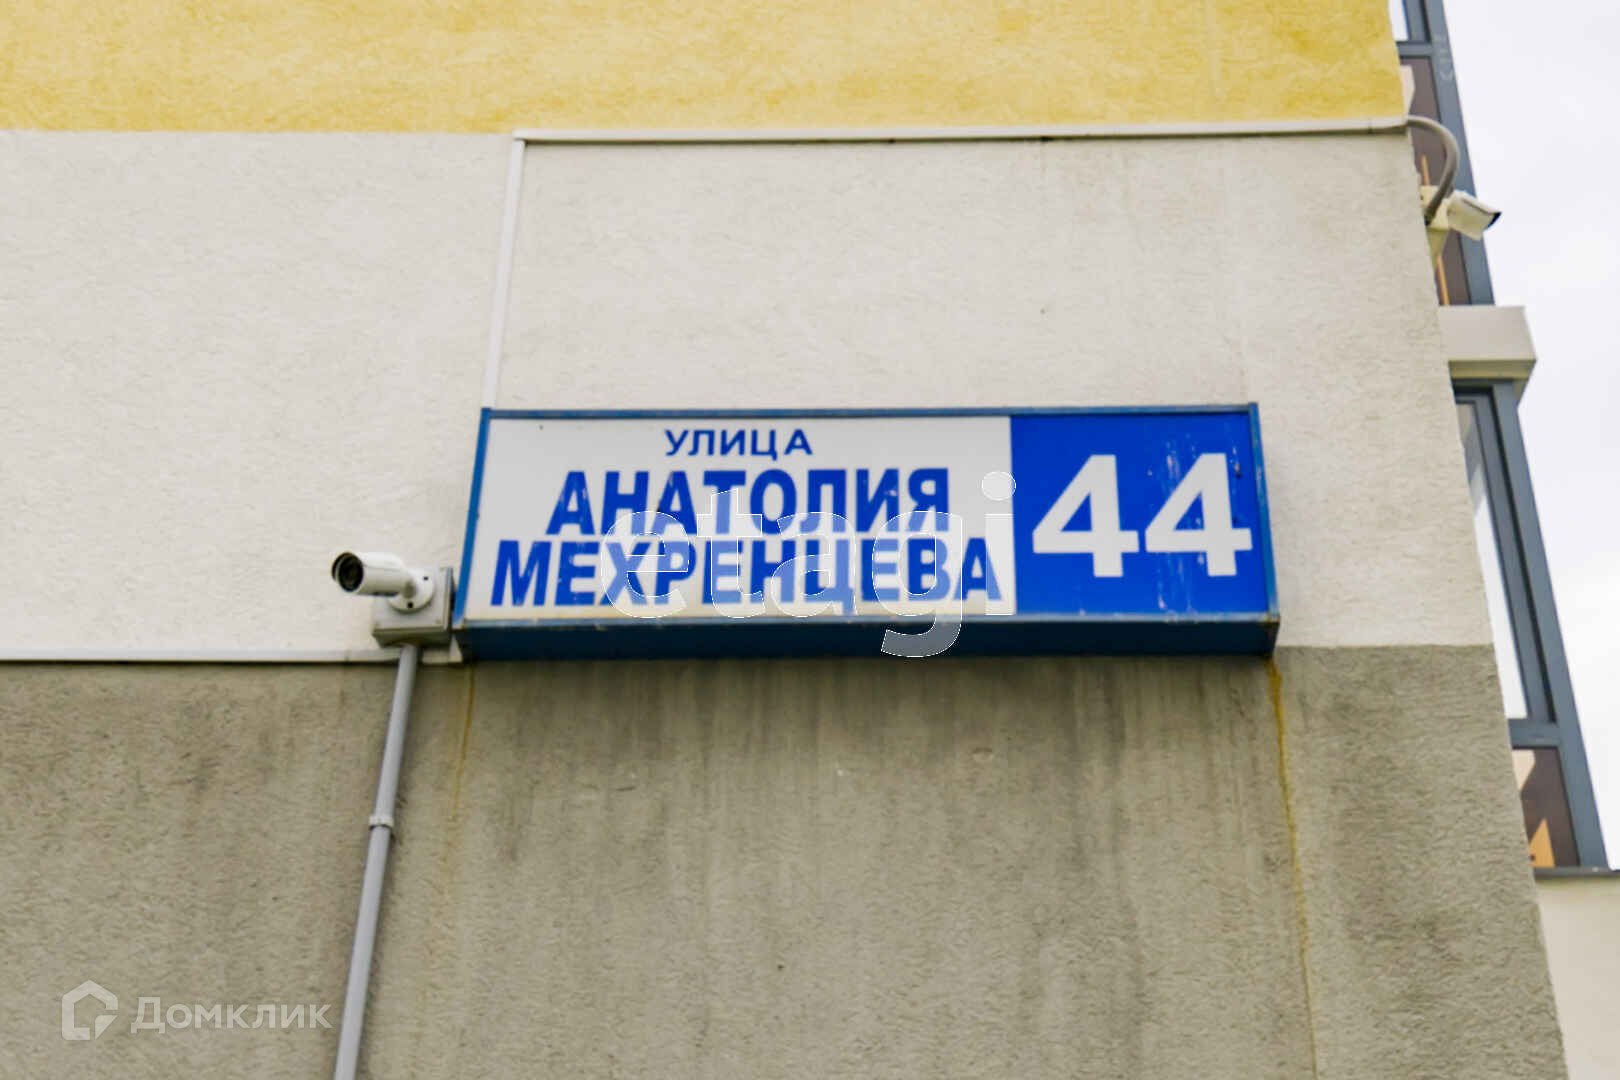 УЛИЦА
АНАТОЛИЯ
МЕХРЕНЦЕВА
44
etagi
Домклик